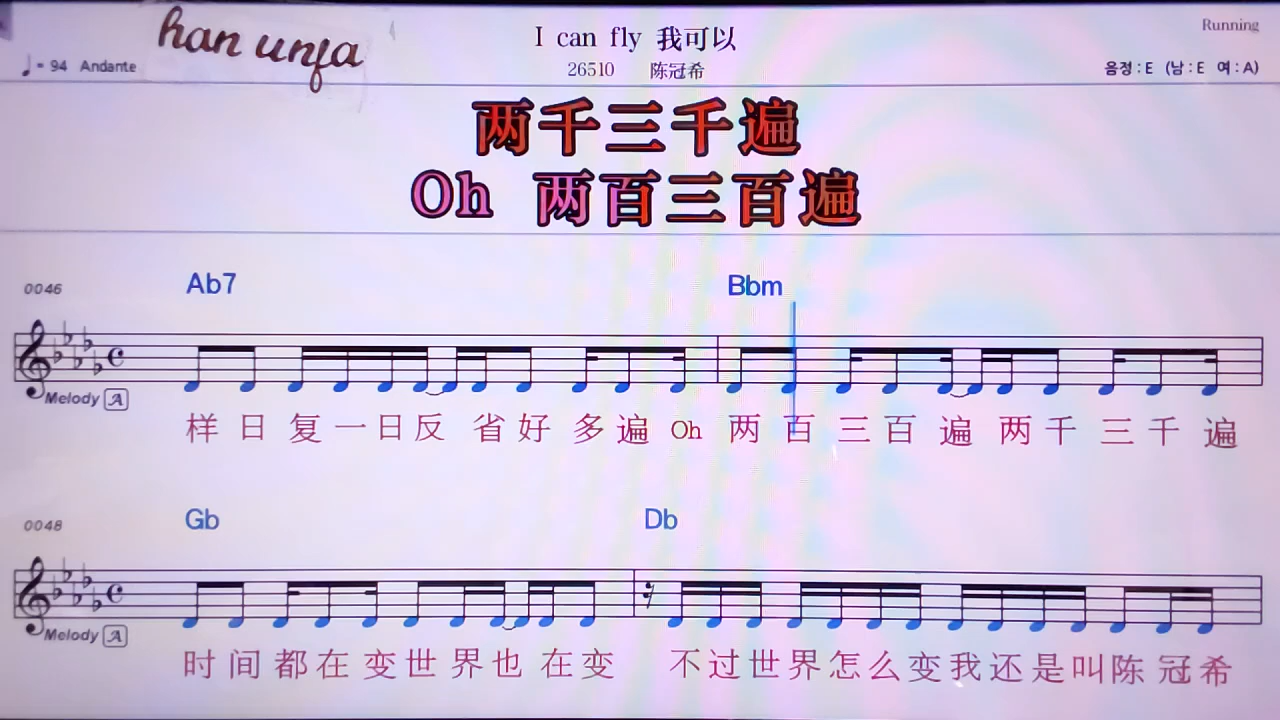 han unja
♩= 94 Andante
I can fly 我可以
26510 陈冠希
Running
음정 : E (남 : E 여 : A)
两千三千遍
Oh 两百三百遍
0046
Ab7 Bbm
Melody A
样日复一日反省好多遍 Oh 两百三百遍两千三千遍
0048
Gb Db
Melody A
时间都在变世界也在变 不过世界怎么变我还是叫陈冠希